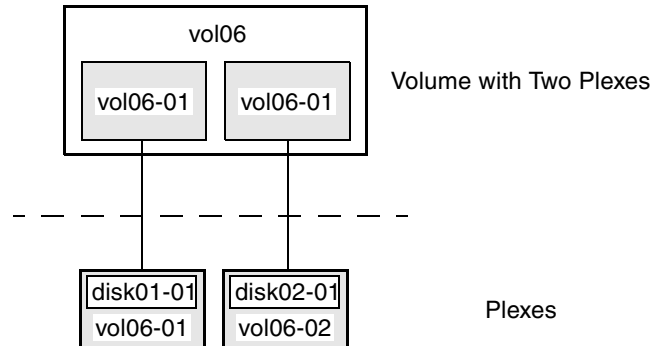 vol06
vol06-01 vol06-01
Volume with Two Plexes
disk01-01 disk02-01
vol06-01 vol06-02
Plexes